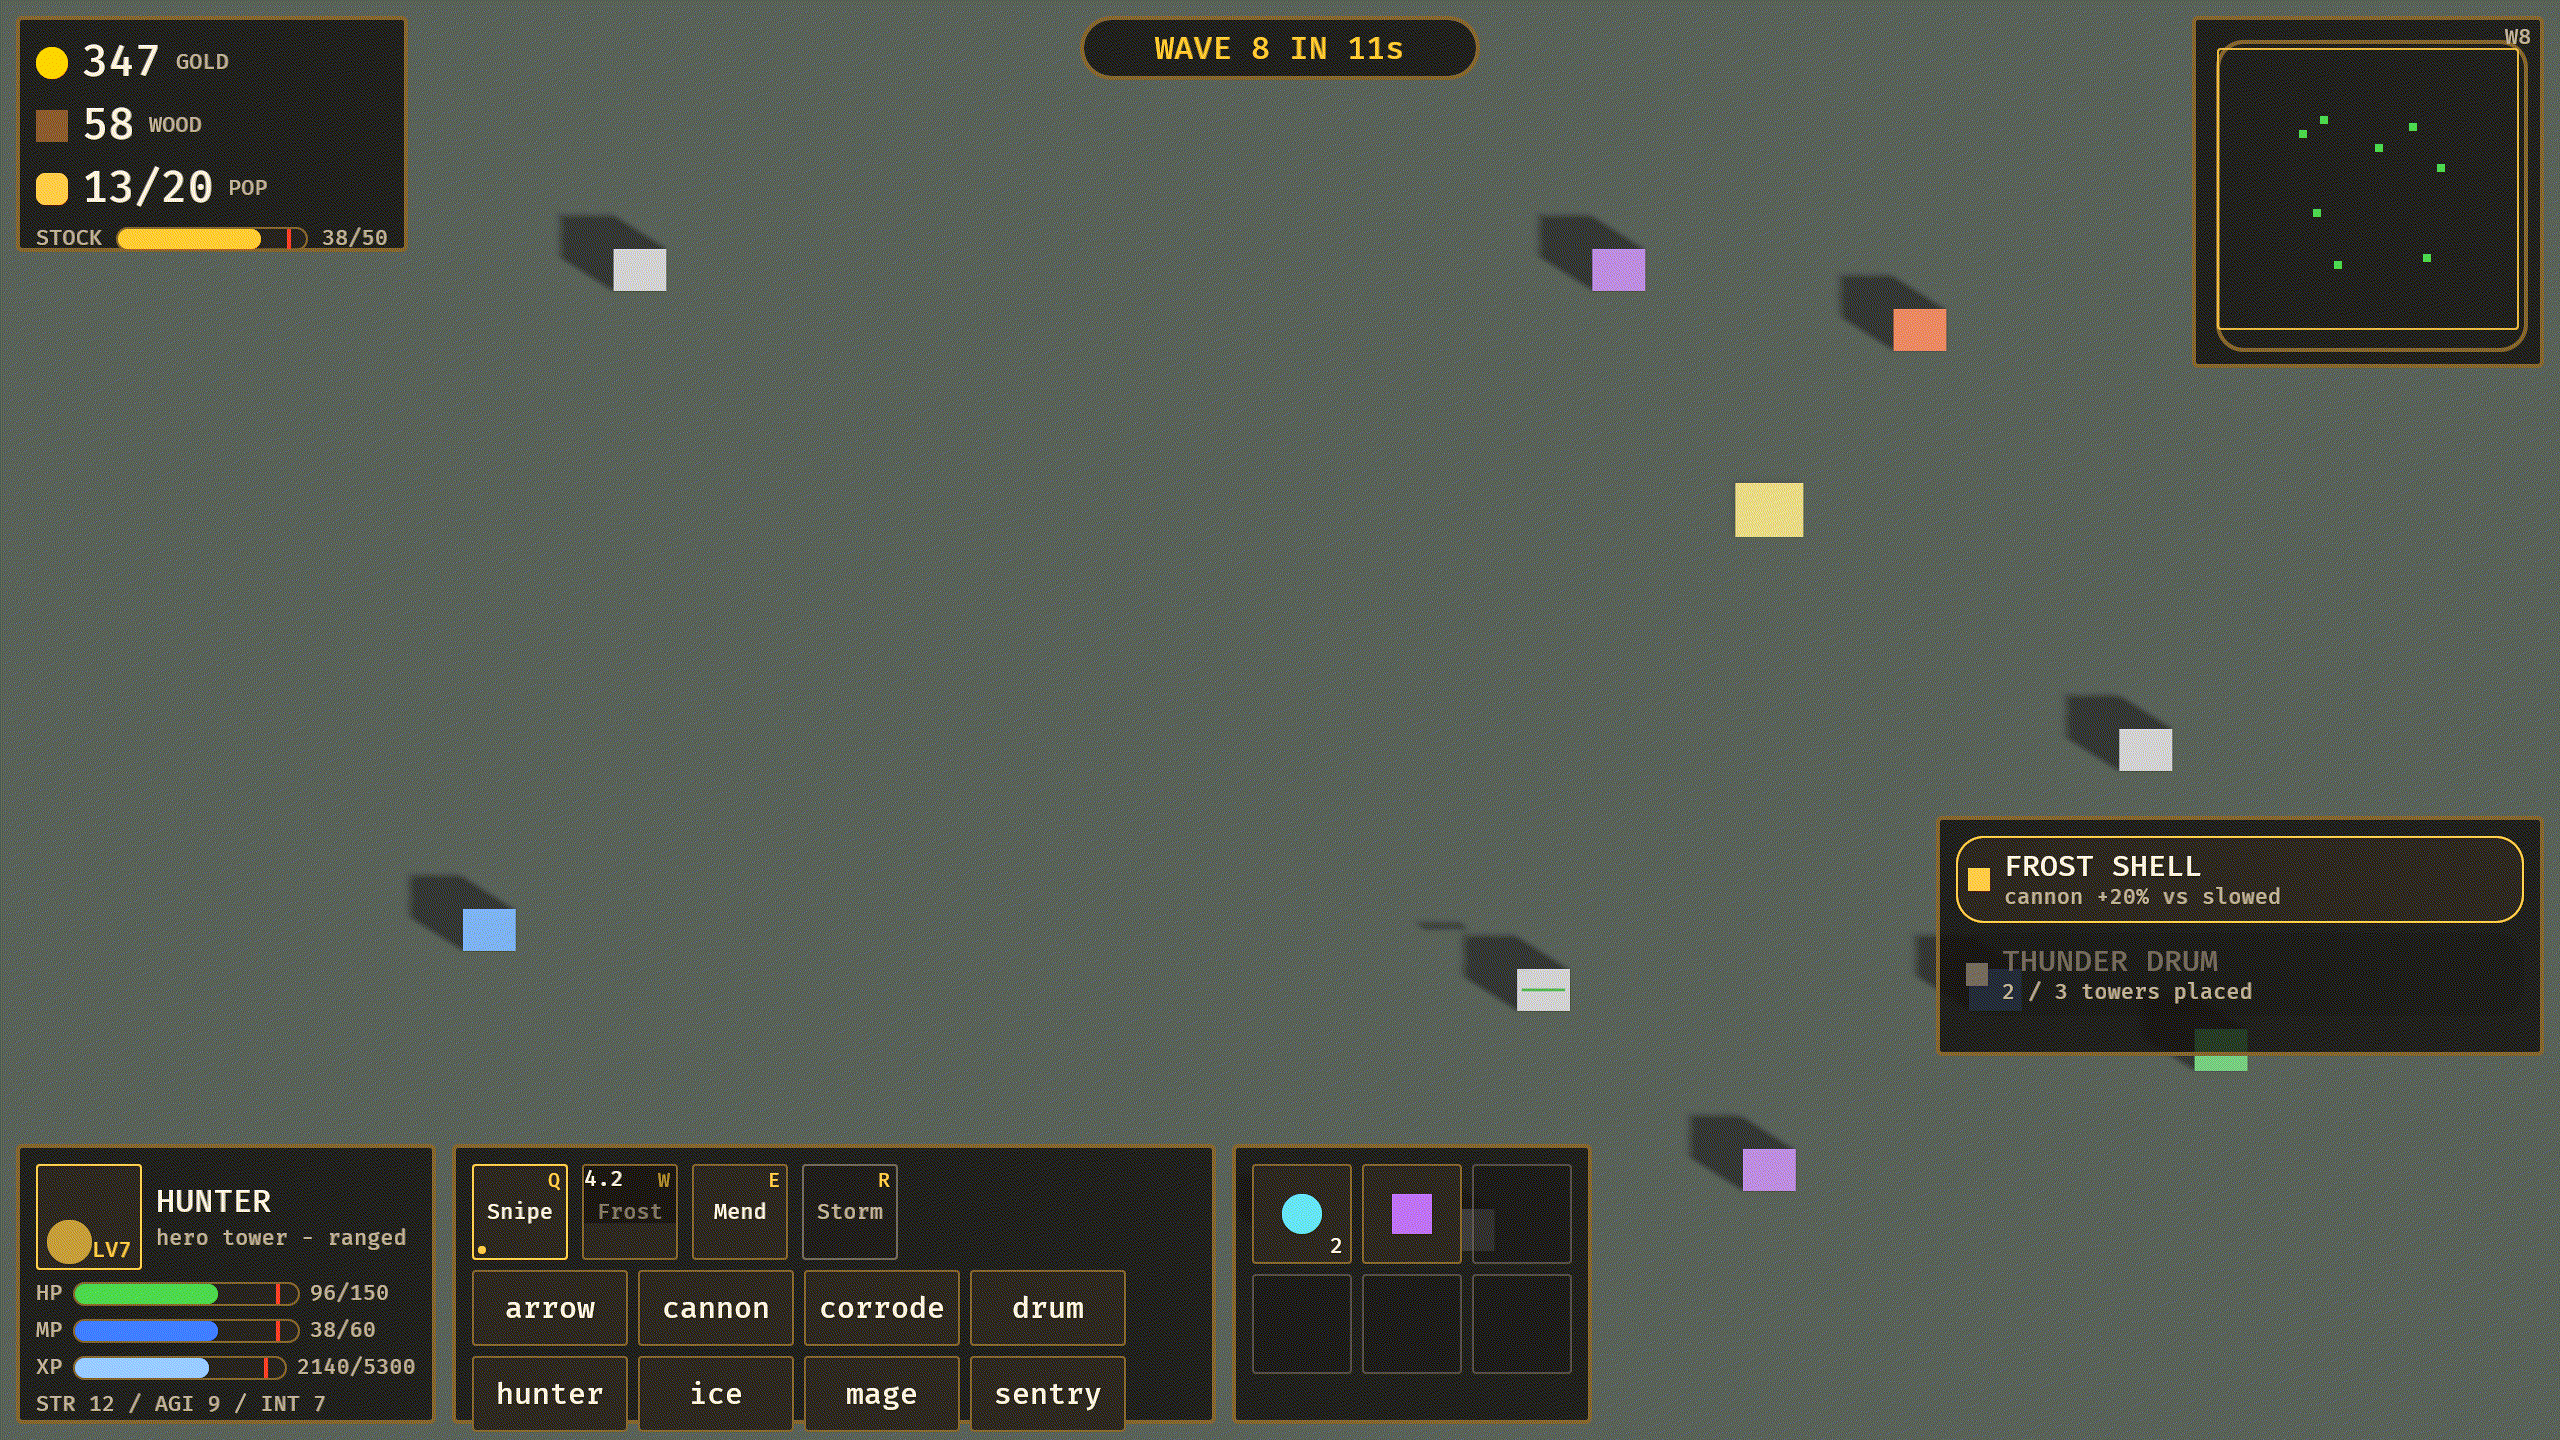 347 GOLD
58 WOOD
13/20 POP
STOCK 38/50
WAVE 8 IN 11s
W8
FROST SHELL
cannon +20% vs slowed
THUNDER DRUM
2 / 3 towers placed
LV7
HUNTER
hero tower - ranged
HP 96/150
MP 38/60
XP 2140/5300
STR 12 / AGI 9 / INT 7
Q
Snipe
4.2 W
Frost
E
Mend
R
Storm
arrow cannon corrode drum
hunter ice mage sentry
2